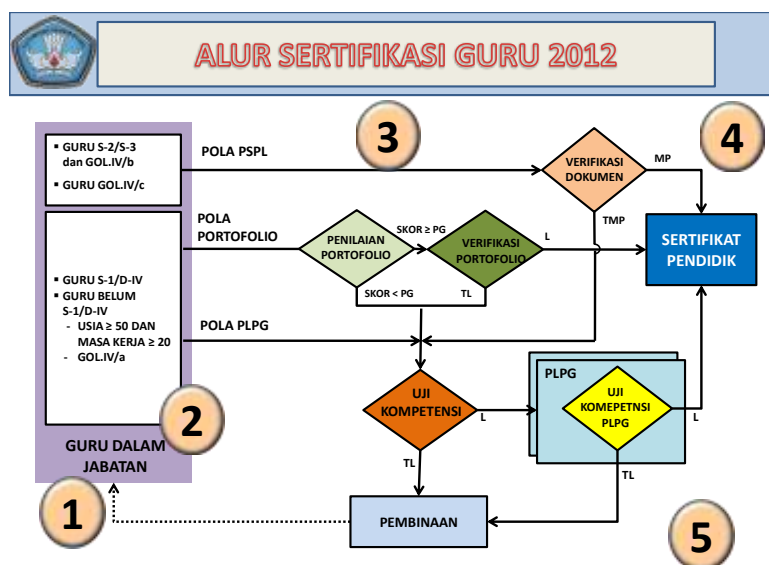 ALUR SERTIFIKASI GURU 2012
3
4
▪ GURU S-2/S-3
dan GOL.IV/b
▪ GURU GOL.IV/c
POLA PSPL
VERIFIKASI
DOKUMEN
MP
TMP
POLA
PORTOFOLIO
PENILAIAN
PORTOFOLIO
SKOR ≥ PG
VERIFIKASI
PORTOFOLIO
L
SERTIFIKAT
PENDIDIK
SKOR < PG
TL
▪ GURU S-1/D-IV
▪ GURU BELUM
S-1/D-IV
- USIA ≥ 50 DAN
MASA KERJA ≥ 20
- GOL.IV/a
POLA PLPG
UJI
KOMPETENSI
L
PLPG
UJI
KOMEPETNSI
PLPG
L
2
GURU DALAM
JABATAN
TL
TL
1
PEMBINAAN
5